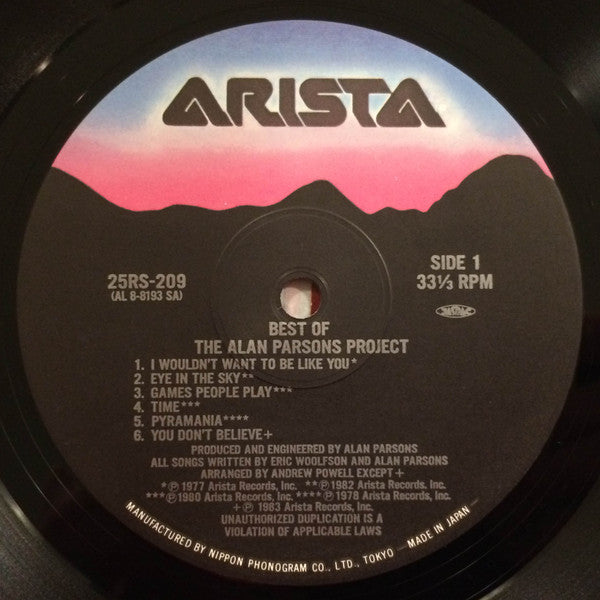 ARISTA
25RS-209
(AL 8-8193 SA)
SIDE 1
33⅓ RPM
BEST OF
THE ALAN PARSONS PROJECT
1. I WOULDN'T WANT TO BE LIKE YOU*
2. EYE IN THE SKY**
3. GAMES PEOPLE PLAY***
4. TIME***
5. PYRAMANIA****
6. YOU DON'T BELIEVE+
PRODUCED AND ENGINEERED BY ALAN PARSONS
ALL SONGS WRITTEN BY ERIC WOOLFSON AND ALAN PARSONS
ARRANGED BY ANDREW POWELL EXCEPT+
*℗1977 Arista Records, Inc. **℗1982 Arista Records, Inc.
***℗1980 Arista Records, Inc. ****℗1978 Arista Records, Inc.
+℗1983 Arista Records, Inc.
UNAUTHORIZED DUPLICATION IS A
VIOLATION OF APPLICABLE LAWS
MANUFACTURED BY NIPPON PHONOGRAM CO., LTD., TOKYO —MADE IN JAPAN—